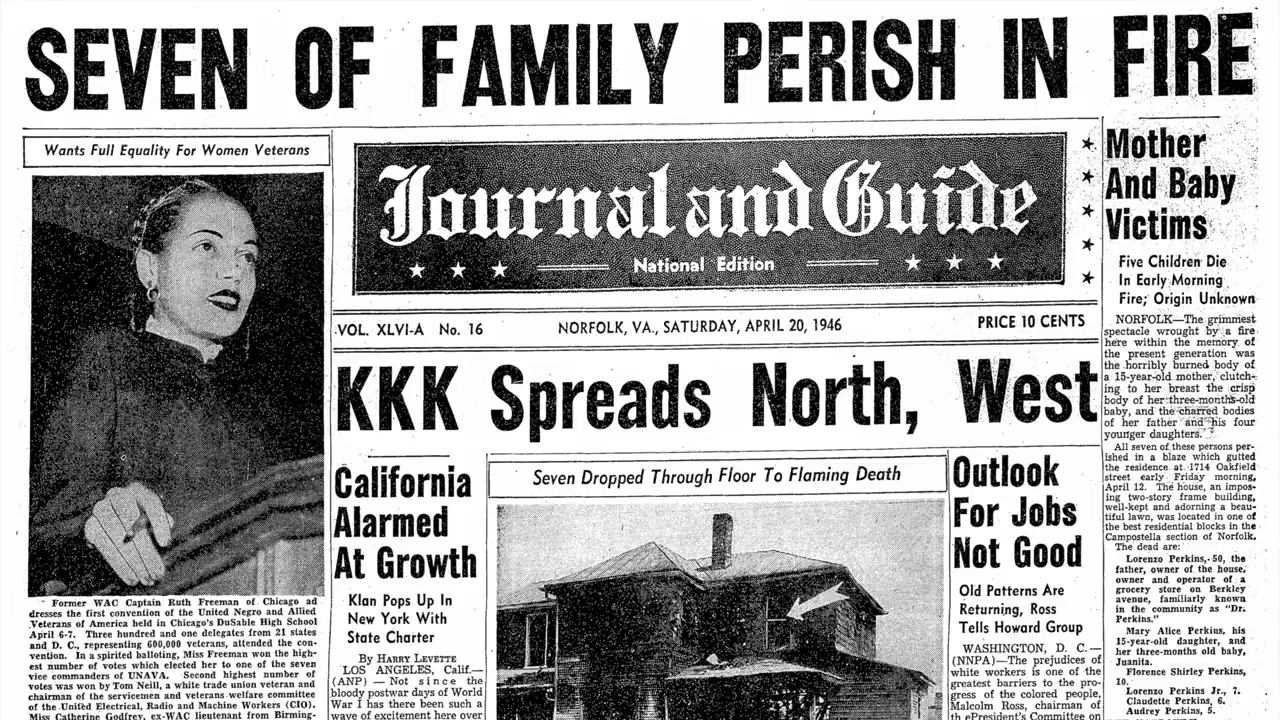 SEVEN OF FAMILY PERISH IN FIRE
Wants Full Equality For Women Veterans
Former WAC Captain Ruth Freeman of Chicago ad
dresses the first convention of the United Negro and Allied
Veterans of America held in Chicago's DuSable High School
April 6-7. Three hundred and one delegates from 21 states
and D. C., representing 600,000 veterans, attended the con-
vention. In a spirited balloting, Miss Freeman won the high-
est number of votes which elected her to one of the seven
vice commanders of UNAVA. Second highest number of
votes was won by Tom Neill, a white trade union veteran and
chairman of the servicemen and veterans welfare committee
of the United Electrical, Radio and Machine Workers (CIO).
Miss Catherine Godfrey, ex-WAC lieutenant from Birming-
Journal and Guide
National Edition
VOL. XLVI-A No. 16
NORFOLK, VA., SATURDAY, APRIL 20, 1946
PRICE 10 CENTS
KKK Spreads North, West
California
Alarmed
At Growth
Klan Pops Up In
New York With
State Charter
By HARRY LEVETTE
LOS ANGELES, Calif.—
(ANP) — Not since the
bloody postwar days of World
War I has there been such a
wave of excitement here over
Seven Dropped Through Floor To Flaming Death
Outlook
For Jobs
Not Good
Old Patterns Are
Returning, Ross
Tells Howard Group
WASHINGTON, D. C.—
(NNPA)—The prejudices of
white workers is one of the
greatest barriers to the pro-
gress of the colored people,
Malcolm Ross, chairman of
th ePresident's Committee on
Mother
And Baby
Victims
Five Children Die
In Early Morning
Fire; Origin Unknown
NORFOLK—The grimmest
spectacle wrought by a fire
here within the memory of
the present generation was
the horribly burned body of
a 15-year-old mother, clutch-
ing to her breast the crisp
body of her three-months-old
baby, and the charred bodies
of her father and his four
younger daughters.
All seven of these persons per-
ished in a blaze which gutted
the residence at 1714 Oakfield
street early Friday morning,
April 12. The house, an impos-
ing two-story frame building,
well-kept and adorning a beau-
tiful lawn, was located in one of
the best residential blocks in the
Campostella section of Norfolk.
The dead are:
Lorenzo Perkins, 50, the
father, owner of the house,
owner and operator of a
grocery store on Berkley
avenue, familiarly known
in the community as "Dr.
Perkins."
Mary Alice Perkins, his
15-year-old daughter, and
her three-months old baby,
Juanita.
Florence Shirley Perkins,
10.
Lorenzo Perkins Jr., 7.
Claudette Perkins, 6.
Audrey Perkins, 5.